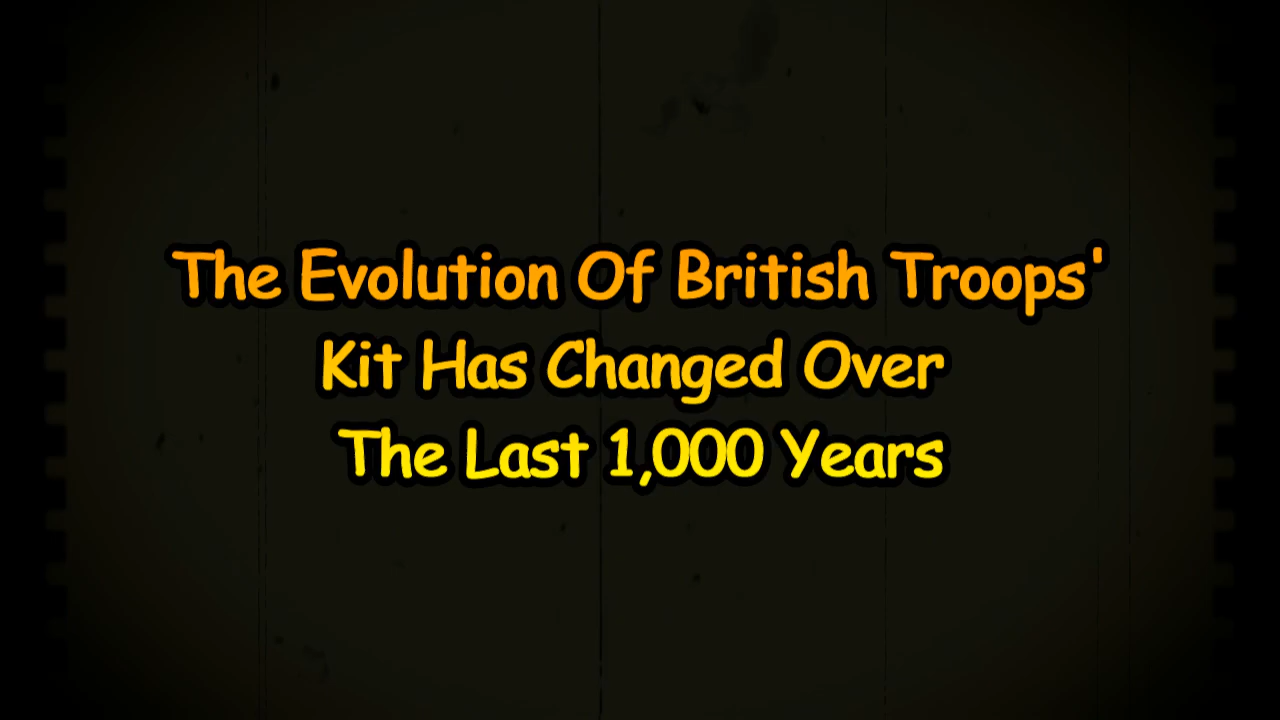 The Evolution Of British Troops'
Kit Has Changed Over
The Last 1,000 Years